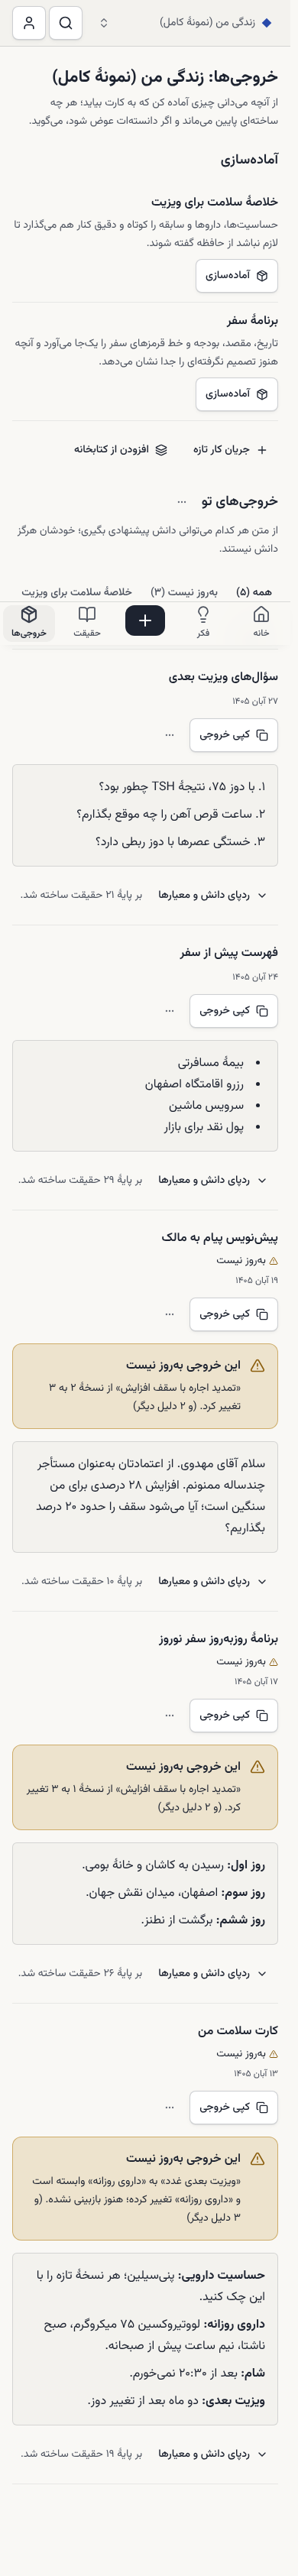 زندگی من (نمونهٔ کامل)
خروجی‌ها: زندگی من (نمونهٔ کامل)
از آنچه می‌دانی چیزی آماده کن که به کارت بیاید؛ هر چه
ساخته‌ای پایین می‌ماند و اگر دانسته‌ات عوض شود، می‌گوید.
آماده‌سازی
خلاصهٔ سلامت برای ویزیت
حساسیت‌ها، داروها و سابقه را کوتاه و دقیق کنار هم می‌گذارد تا
لازم نباشد از حافظه گفته شوند.
آماده‌سازی
برنامهٔ سفر
تاریخ، مقصد، بودجه و خط قرمزهای سفر را یک‌جا می‌آورد و آنچه
هنوز تصمیم نگرفته‌ای را جدا نشان می‌دهد.
آماده‌سازی
جریان کار تازه
افزودن از کتابخانه
خروجی‌های تو
از متن هر کدام می‌توانی دانش پیشنهادی بگیری؛ خودشان هرگز
دانش نیستند.
همه (۵)
به‌روز نیست (۳)
خلاصهٔ سلامت برای ویزیت
خانه
فکر
حقیقت
خروجی‌ها
سؤال‌های ویزیت بعدی
۲۷ آبان ۱۴۰۵
کپی خروجی
۱. با دوز ۷۵، نتیجهٔ TSH چطور بود؟
۲. ساعت قرص آهن را چه موقع بگذارم؟
۳. خستگی عصرها با دوز ربطی دارد؟
ردپای دانش و معیارها
بر پایهٔ ۲۱ حقیقت ساخته شد.
فهرست پیش از سفر
۲۴ آبان ۱۴۰۵
کپی خروجی
• بیمهٔ مسافرتی
• رزرو اقامتگاه اصفهان
• سرویس ماشین
• پول نقد برای بازار
ردپای دانش و معیارها
بر پایهٔ ۲۹ حقیقت ساخته شد.
پیش‌نویس پیام به مالک
به‌روز نیست
۱۹ آبان ۱۴۰۵
کپی خروجی
این خروجی به‌روز نیست
«تمدید اجاره با سقف افزایش» از نسخهٔ ۲ به ۳
تغییر کرد. (و ۲ دلیل دیگر)
سلام آقای مهدوی. از اعتمادتان به‌عنوان مستأجر
چندساله ممنونم. افزایش ۲۸ درصدی برای من
سنگین است؛ آیا می‌شود سقف را حدود ۲۰ درصد
بگذاریم؟
ردپای دانش و معیارها
بر پایهٔ ۱۰ حقیقت ساخته شد.
برنامهٔ روزبه‌روز سفر نوروز
به‌روز نیست
۱۷ آبان ۱۴۰۵
کپی خروجی
این خروجی به‌روز نیست
«تمدید اجاره با سقف افزایش» از نسخهٔ ۱ به ۳ تغییر
کرد. (و ۲ دلیل دیگر)
روز اول: رسیدن به کاشان و خانهٔ بومی.
روز سوم: اصفهان، میدان نقش جهان.
روز ششم: برگشت از نطنز.
ردپای دانش و معیارها
بر پایهٔ ۲۶ حقیقت ساخته شد.
کارت سلامت من
به‌روز نیست
۱۳ آبان ۱۴۰۵
کپی خروجی
این خروجی به‌روز نیست
«ویزیت بعدی غدد» به «داروی روزانه» وابسته است
و «داروی روزانه» تغییر کرده؛ هنوز بازبینی نشده. (و
۳ دلیل دیگر)
حساسیت دارویی: پنی‌سیلین؛ هر نسخهٔ تازه را با
این چک کنید.
داروی روزانه: لووتیروکسین ۷۵ میکروگرم، صبح
ناشتا، نیم ساعت پیش از صبحانه.
شام: بعد از ۲۰:۳۰ نمی‌خورم.
ویزیت بعدی: دو ماه بعد از تغییر دوز.
ردپای دانش و معیارها
بر پایهٔ ۱۹ حقیقت ساخته شد.